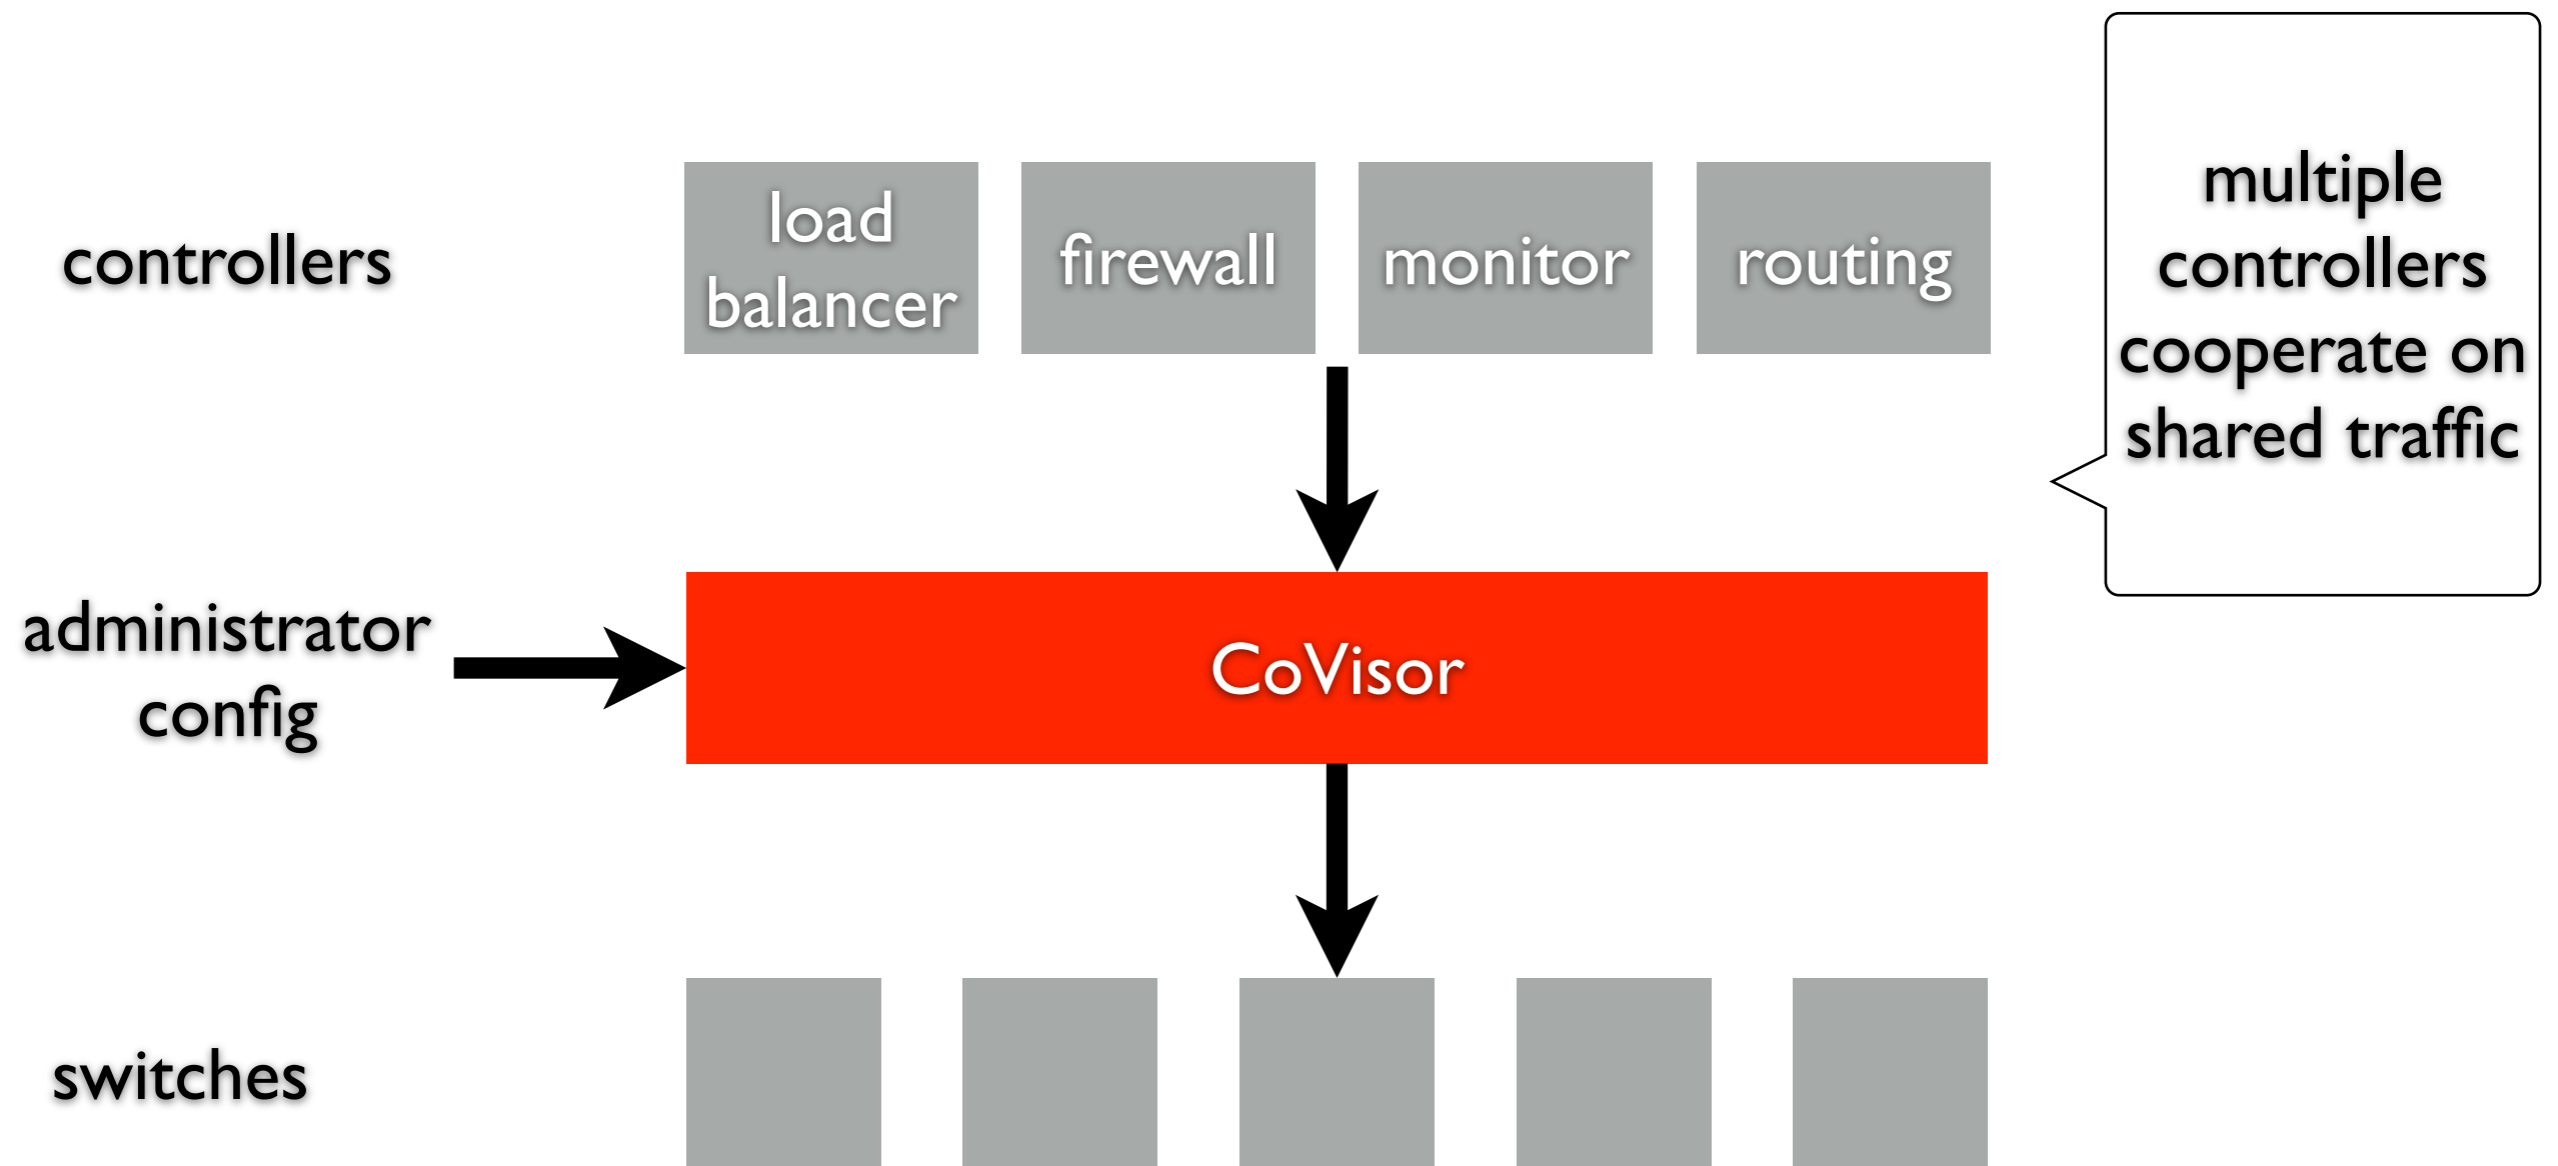 controllers
load
balancer
firewall
monitor
routing
multiple
controllers
cooperate on
shared traffic
administrator
config
CoVisor
switches